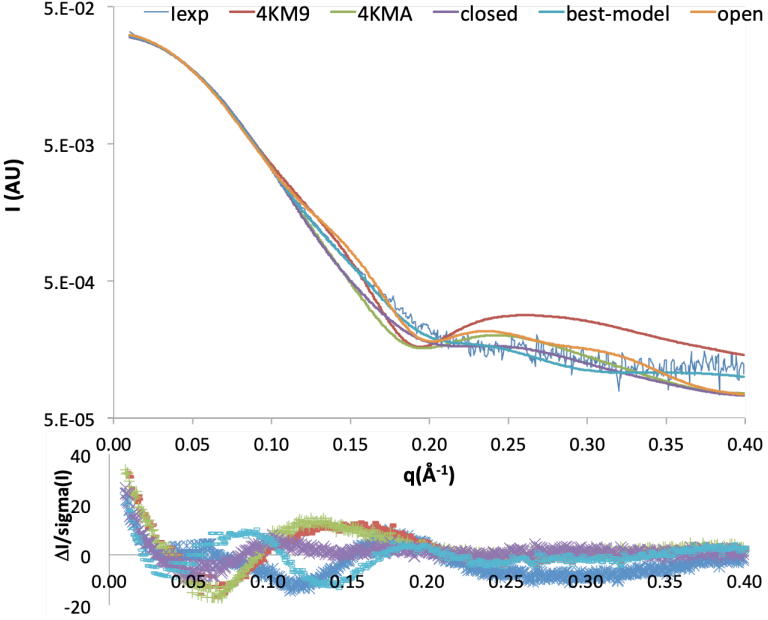 5.E-02
Iexp 4KM9 4KMA closed best-model open
5.E-03
I (AU)
5.E-04
5.E-05
0.00 0.05 0.10 0.15 0.20 0.25 0.30 0.35 0.40
q(Å-1)
40
20
ΔI/sigma(I)
0
0.00 0.05 0.10 0.15 0.20 0.25 0.30 0.35 0.40
-20